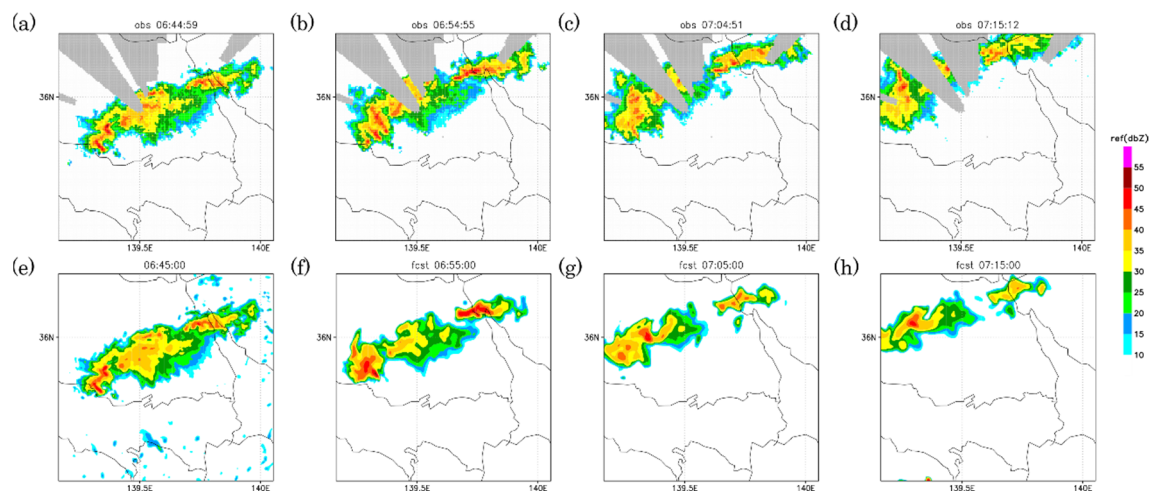 (a) obs 06:44:59
(b) obs 06:54:55
(c) obs 07:04:51
(d) obs 07:15:12
36N 36N 36N 36N
139.5E 140E 139.5E 140E 139.5E 140E 139.5E 140E
ref(dbZ)
55
50
45
40
35
30
25
20
15
10
(e) 06:45:00
(f) fcst 06:55:00
(g) fcst 07:05:00
(h) fcst 07:15:00
36N 36N 36N 36N
139.5E 140E 139.5E 140E 139.5E 140E 139.5E 140E